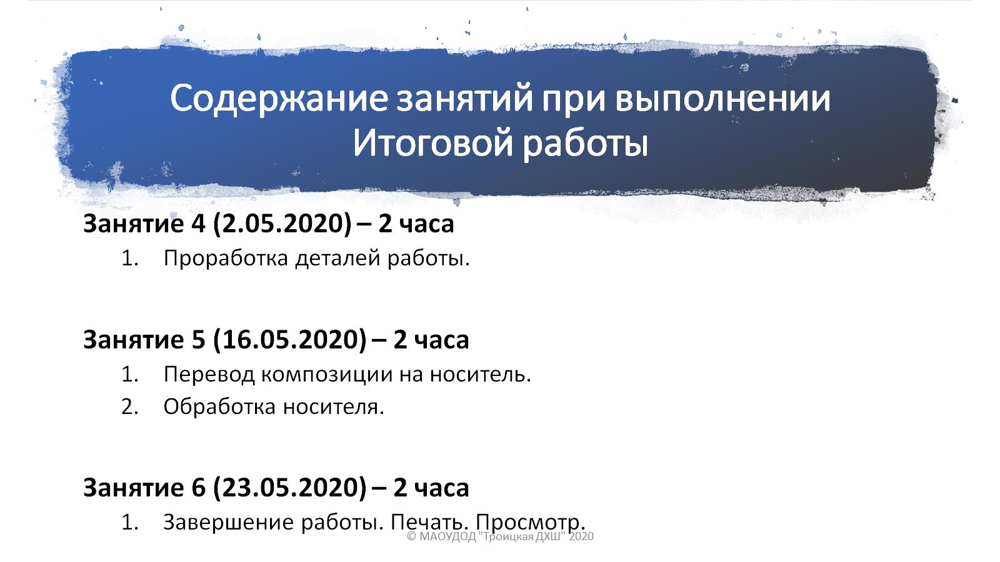 Содержание занятий при выполнении
Итоговой работы
Занятие 4 (2.05.2020) – 2 часа
1. Проработка деталей работы.
Занятие 5 (16.05.2020) – 2 часа
1. Перевод композиции на носитель.
2. Обработка носителя.
Занятие 6 (23.05.2020) – 2 часа
1. Завершение работы. Печать. Просмотр.
© МАОУДОД "Троицкая ДХШ" 2020